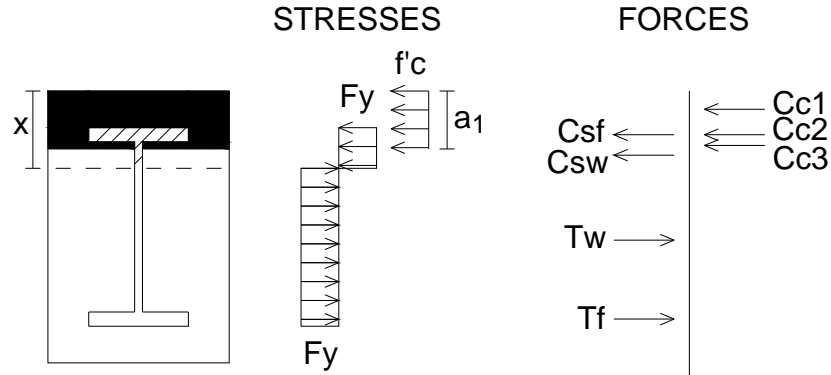 STRESSES
FORCES
f'c
Fy
x
a1
Cc1
Csf
Cc2
Csw
Cc3
Tw
Tf
Fy